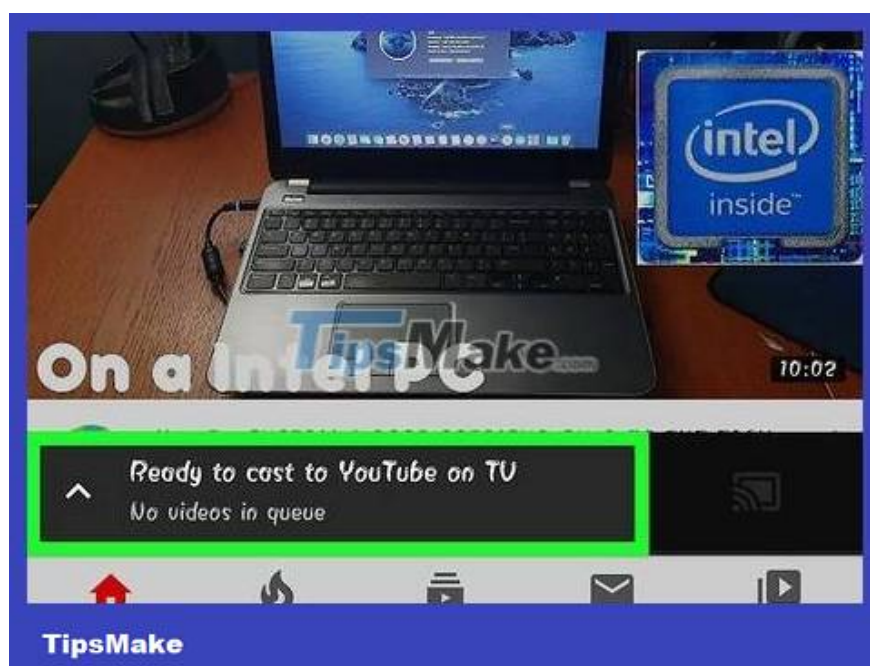 intel
inside™
TipsMake.com
On a Intel PC
10:02
Ready to cast to YouTube on TV
No videos in queue
TipsMake